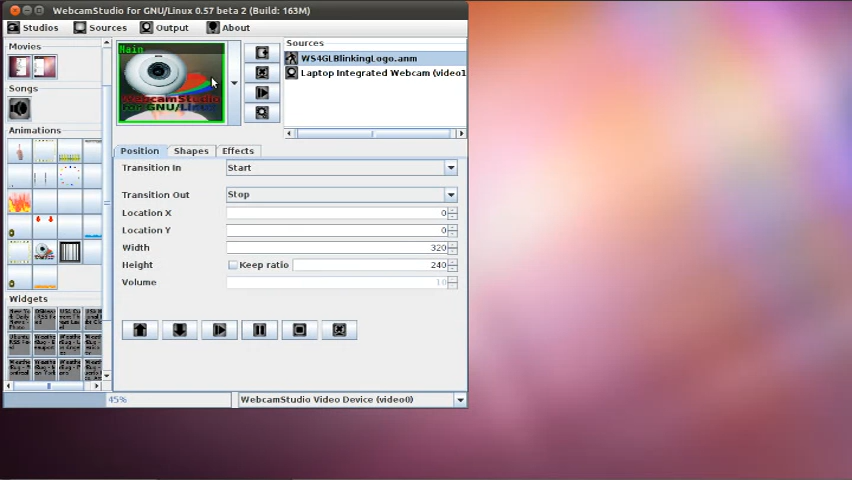 WebcamStudio for GNU/Linux 0.57 beta 2 (Build: 163M)
Studios Sources Output About
Movies
Songs
Animations
Widgets
Main
WebcamStudio
for GNU/Linux
Sources
WS4GLBlinkingLogo.anm
Laptop Integrated Webcam (video1
Position Shapes Effects
Transition In Start
Transition Out Stop
Location X 0
Location Y 0
Width 320
Height Keep ratio 240
Volume 10
45% WebcamStudio Video Device (video0)